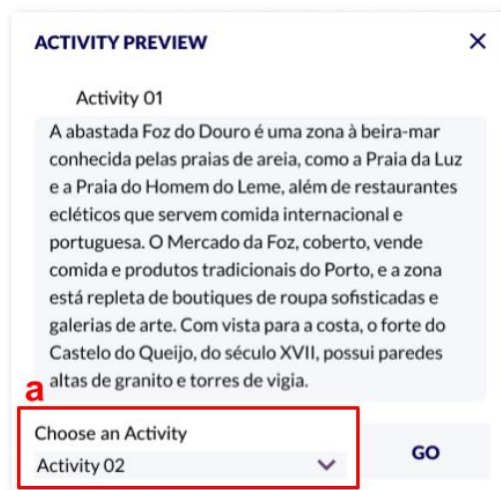 ACTIVITY PREVIEW
Activity 01
A abastada Foz do Douro é uma zona à beira-mar
conhecida pelas praias de areia, como a Praia da Luz
e a Praia do Homem do Leme, além de restaurantes
ecléticos que servem comida internacional e
portuguesa. O Mercado da Foz, coberto, vende
comida e produtos tradicionais do Porto, e a zona
está repleta de boutiques de roupa sofisticadas e
galerias de arte. Com vista para a costa, o forte do
Castelo do Queijo, do século XVII, possui paredes
altas de granito e torres de vigia.
a
Choose an Activity
Activity 02
GO